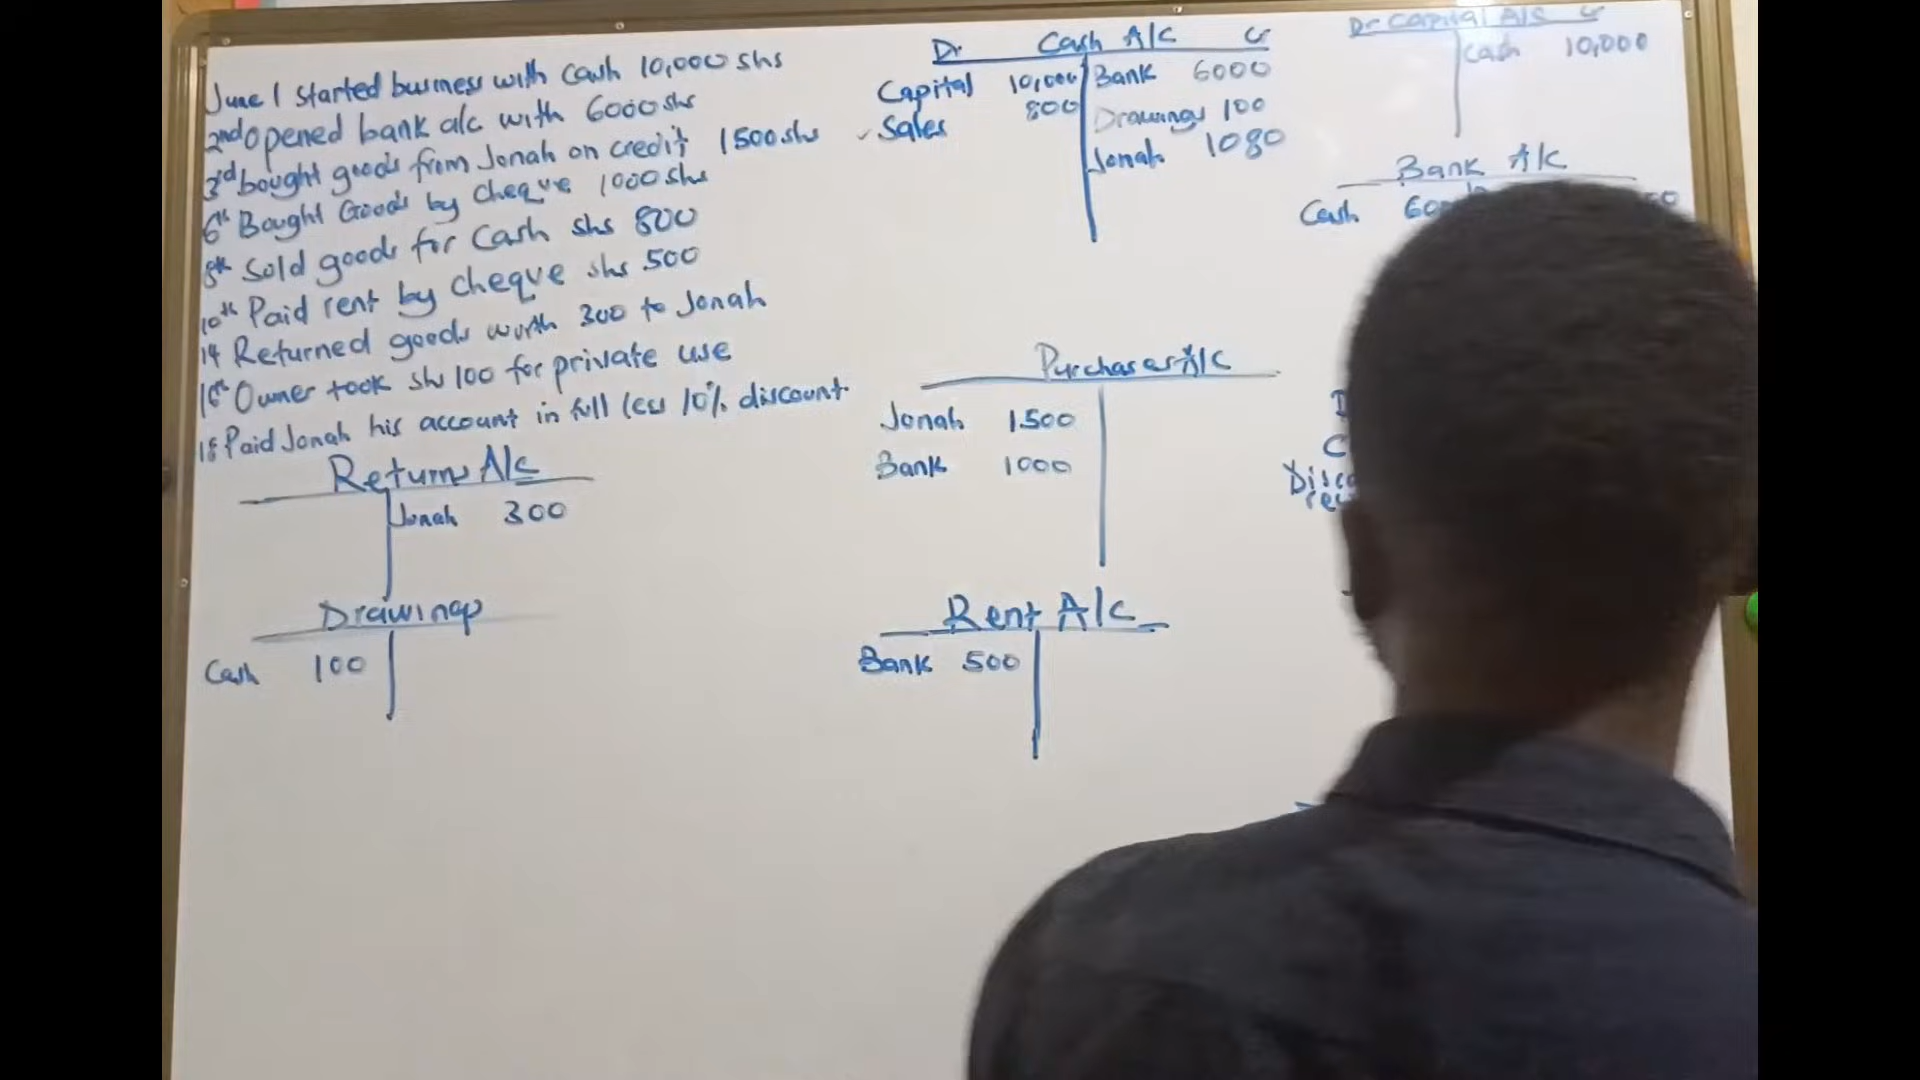 June 1 Started business with cash 10,000 shs
2nd Opened bank a/c with 6000 shs
3rd bought goods from Jonah on credit 1500 shs
6th Bought Goods by cheque 1000 shs
8th Sold goods for Cash shs 800
10th Paid rent by cheque shs 500
14 Returned goods worth 300 to Jonah
16th Owner took shs 100 for private use
18 Paid Jonah his account in full less 10% discount.
Returns A/c
Jonah 300
Drawings
Cash 100
Dr Cash A/C Cr
Capital 10,000 Bank 6000
Sales 800 Drawings 100
Jonah 1080
Purchases A/C
Jonah 1500
Bank 1000
Rent A/C
Bank 500
Dr Capital A/c Cr
Cash 10,000
Bank A/C
Cash